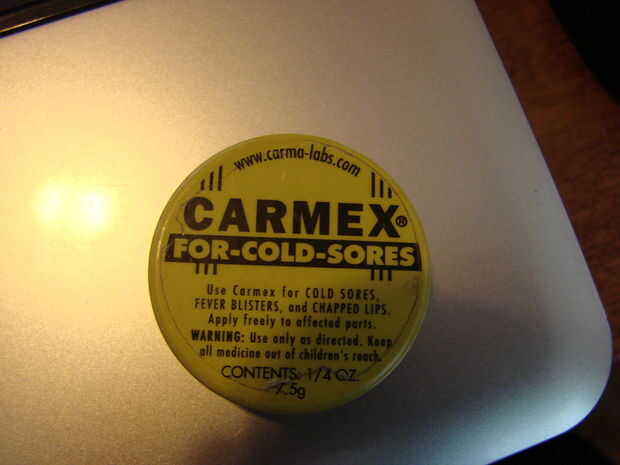 www.carma-labs.com
CARMEX®
FOR-COLD-SORES
Use Carmex for COLD SORES,
FEVER BLISTERS, and CHAPPED LIPS.
Apply freely to affected parts.
WARNING: Use only as directed. Keep
all medicine out of children's reach.
CONTENTS: 1/4 OZ.
7.5g